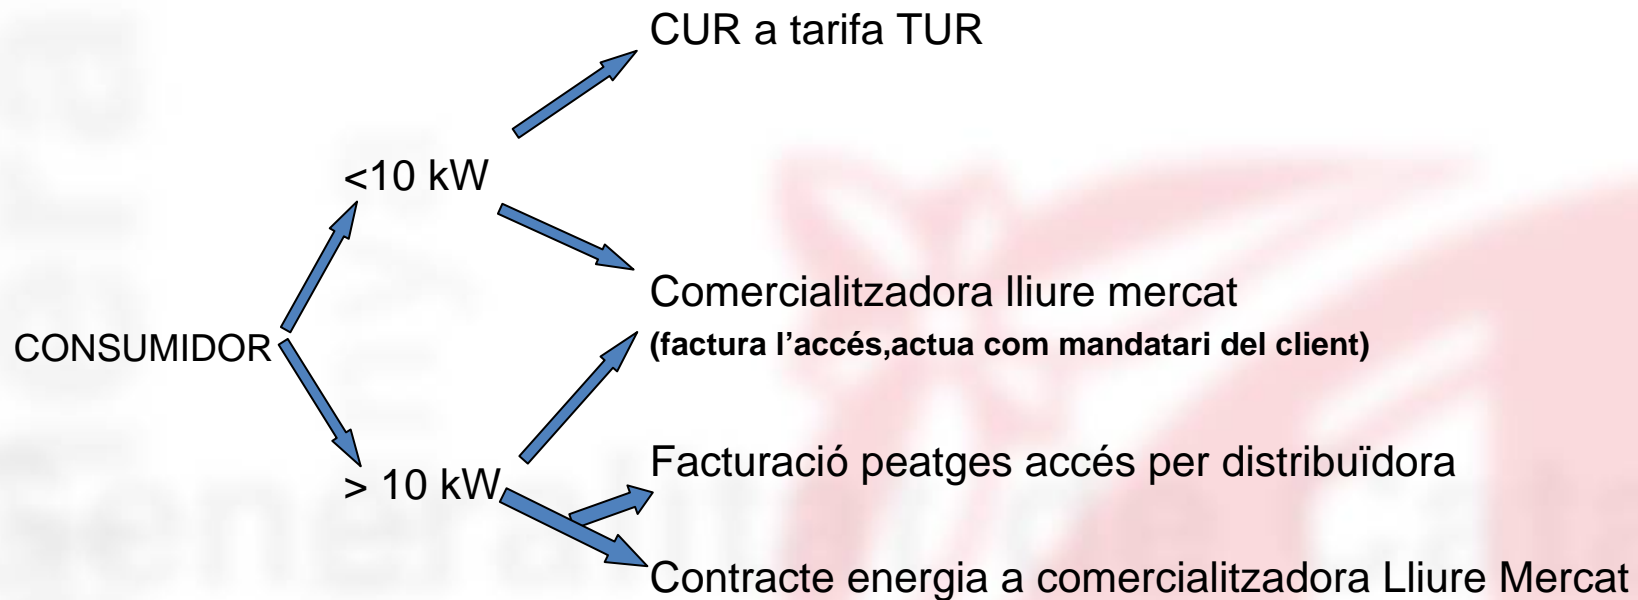 CUR a tarifa TUR
<10 kW
Comercialitzadora lliure mercat
(factura l'accés,actua com mandatari del client)
CONSUMIDOR
Facturació peatges accés per distribuïdora
> 10 kW
Contracte energia a comercialitzadora Lliure Mercat